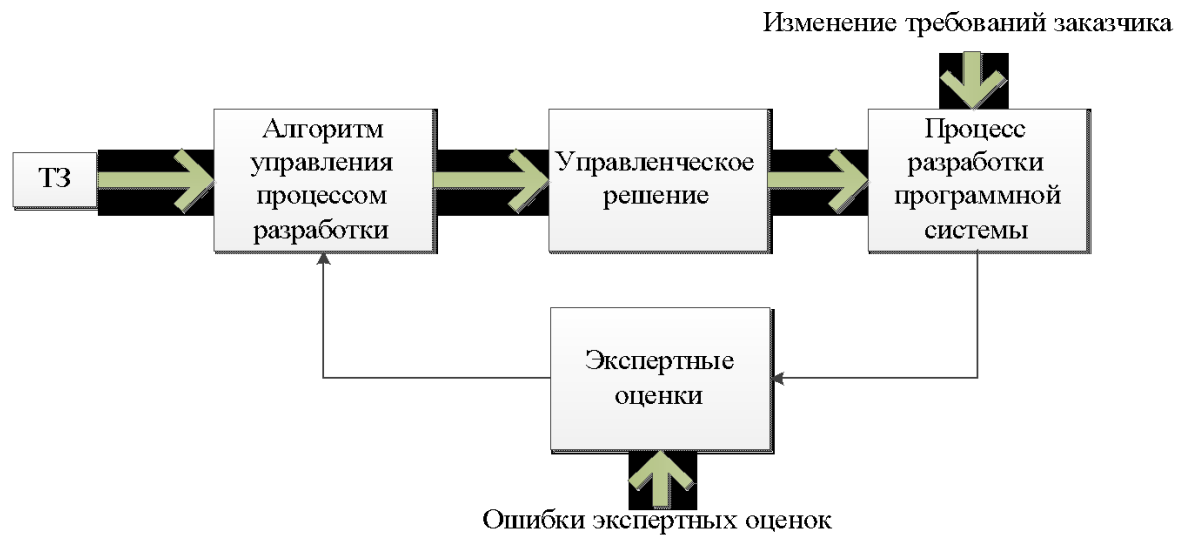 Изменение требований заказчика
ТЗ
Алгоритм
управления
процессом
разработки
Управленческое
решение
Процесс
разработки
программной
системы
Экспертные
оценки
Ошибки экспертных оценок